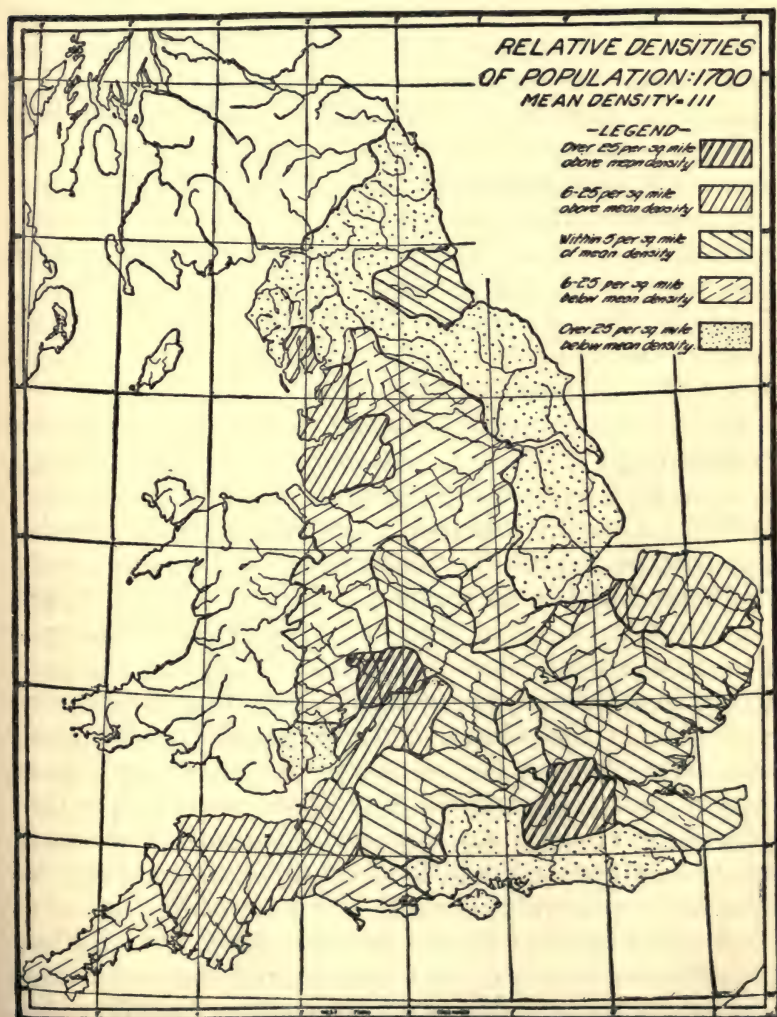 RELATIVE DENSITIES
OF POPULATION:1700
MEAN DENSITY=111
-LEGEND-
Over 25 per sq mile
above mean density
6-25 per sq mile
above mean density
Within 5 per sq mile
of mean density
6-25 per sq mile
below mean density
Over 25 per sq mile
below mean density